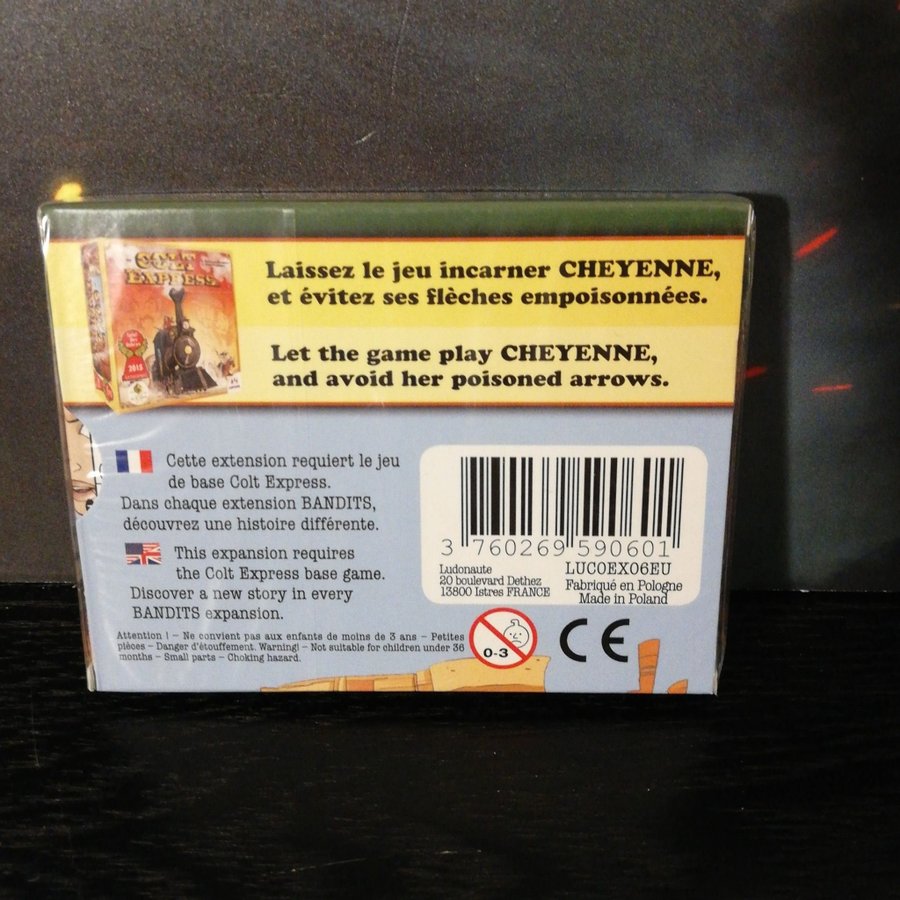 COLT
EXPRESS
2015
Laissez le jeu incarner CHEYENNE,
et évitez ses flèches empoisonnées.
Let the game play CHEYENNE,
and avoid her poisoned arrows.
Cette extension requiert le jeu
de base Colt Express.
Dans chaque extension BANDITS,
découvrez une histoire différente.
This expansion requires
the Colt Express base game.
Discover a new story in every
BANDITS expansion.
Attention ! – Ne convient pas aux enfants de moins de 3 ans – Petites
pièces – Danger d'étouffement. Warning! – Not suitable for children under 36
months – Small parts – Choking hazard.
3 760269 590601
Ludonaute
20 boulevard Dethez
13800 Istres FRANCE
LUC0EX06EU
Fabriqué en Pologne
Made in Poland
0-3
CE